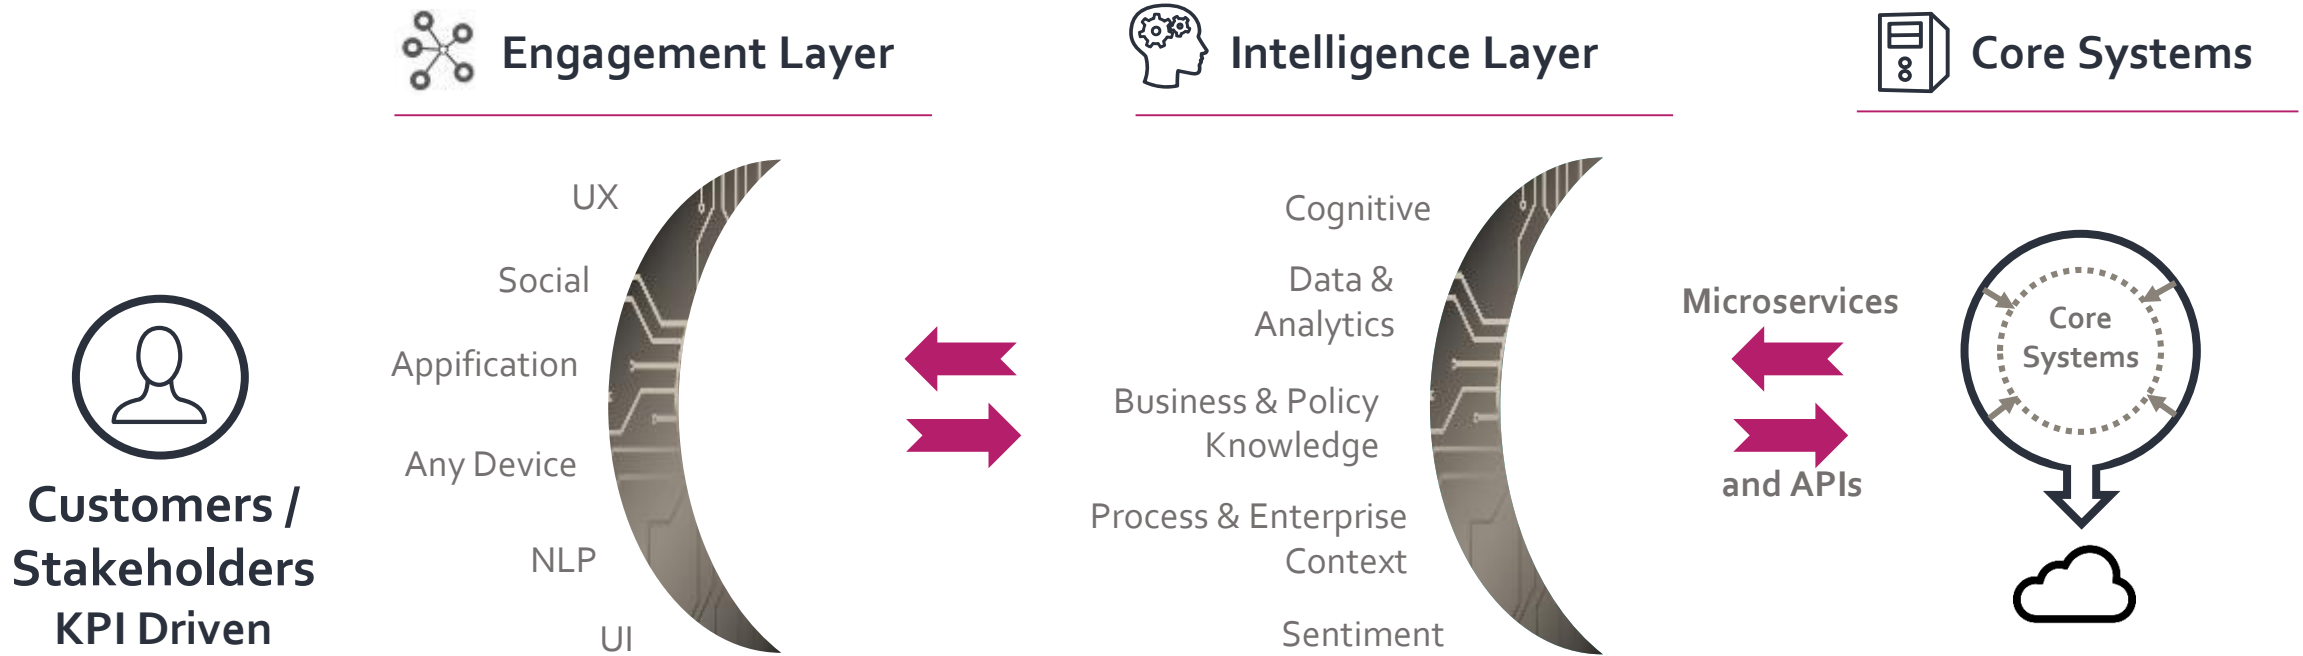 Engagement Layer
Intelligence Layer
Core Systems
Customers /
Stakeholders
KPI Driven
UX
Social
Appification
Any Device
NLP
UI
Cognitive
Data &
Analytics
Business & Policy
Knowledge
Process & Enterprise
Context
Sentiment
Microservices
and APIs
Core
Systems